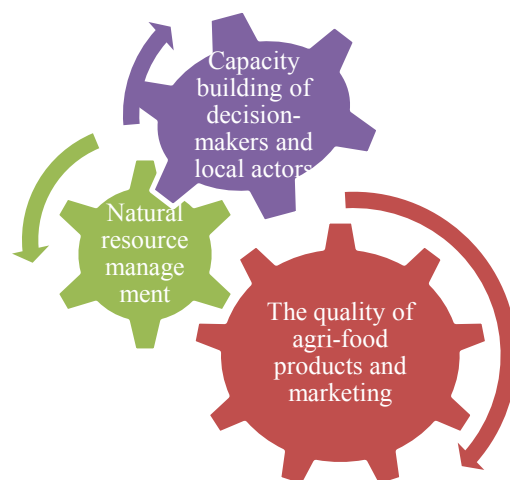 Capacity
building of
decision-
makers and
local actors
Natural
resource
manage
ment
The quality of
agri-food
products and
marketing